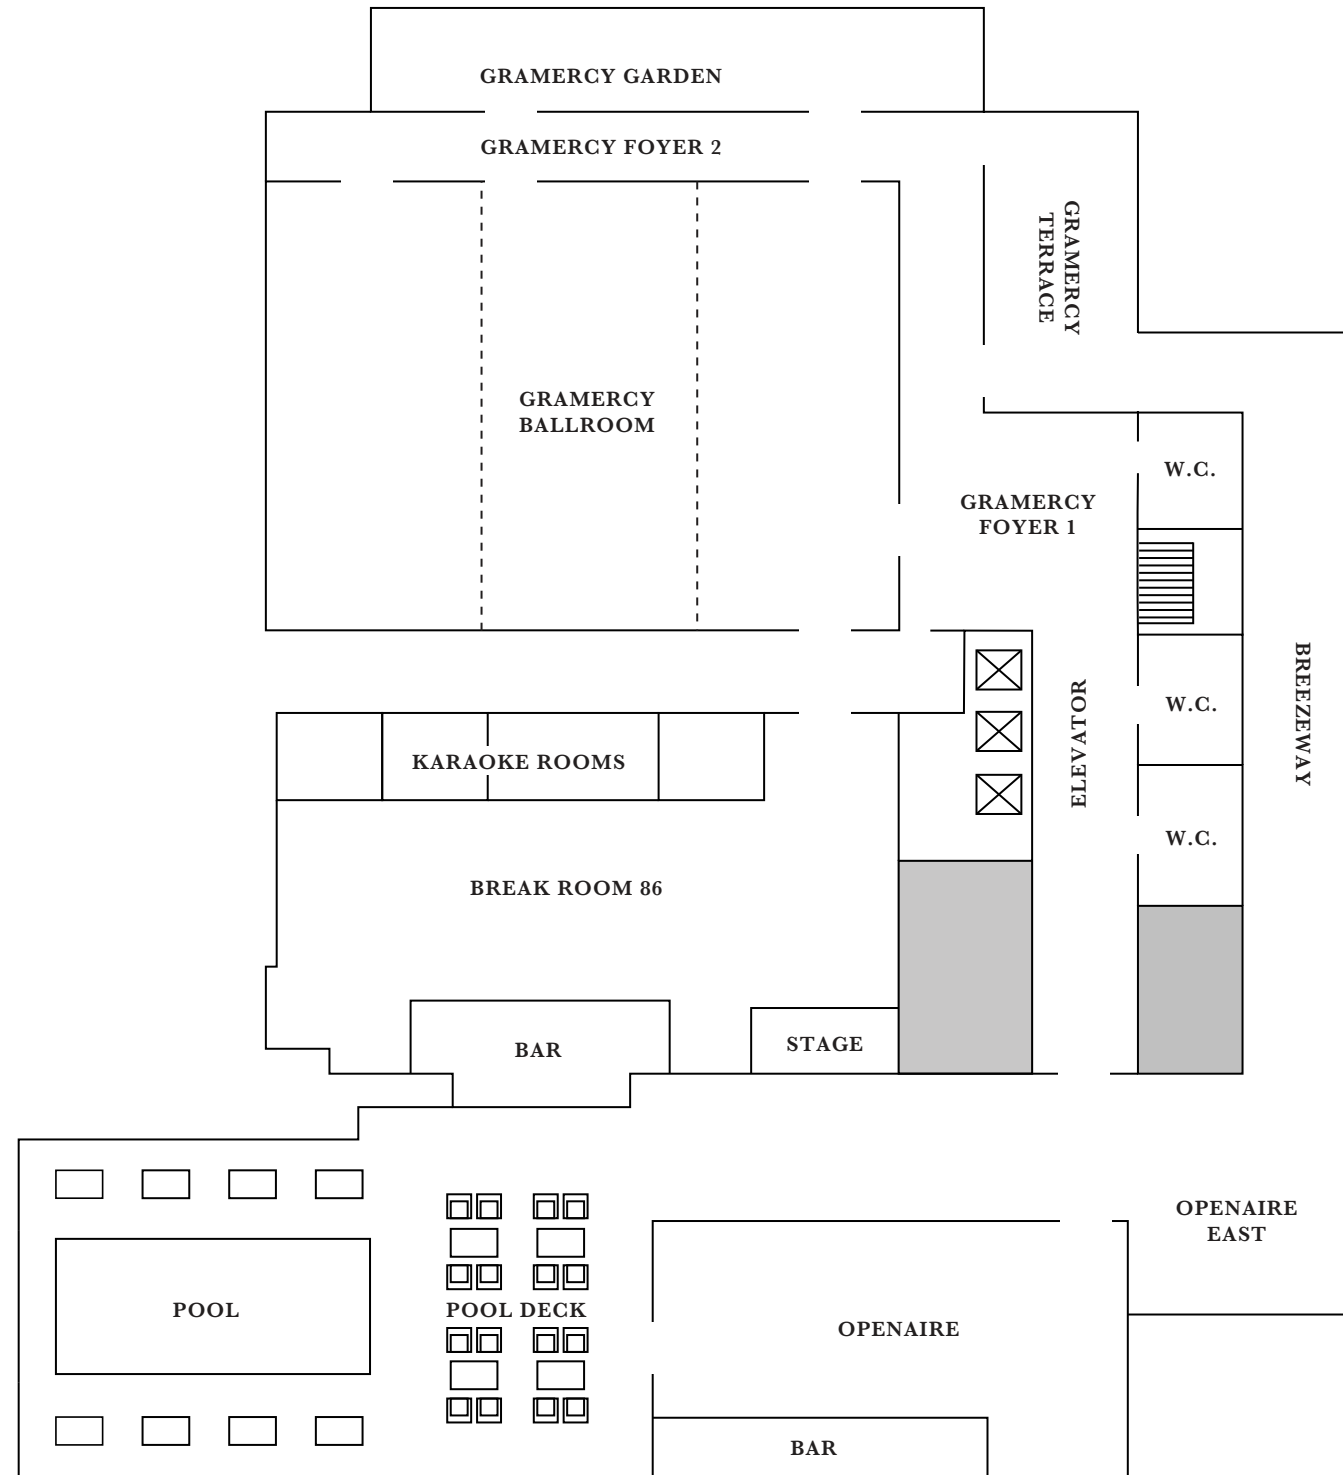 GRAMERCY GARDEN
GRAMERCY FOYER 2
GRAMERCY
TERRACE
GRAMERCY
BALLROOM
W.C.
GRAMERCY
FOYER 1
BREEZEWAY
ELEVATOR
W.C.
KARAOKE ROOMS
W.C.
BREAK ROOM 86
STAGE
BAR
OPENAIRE
EAST
POOL
POOL DECK
OPENAIRE
BAR